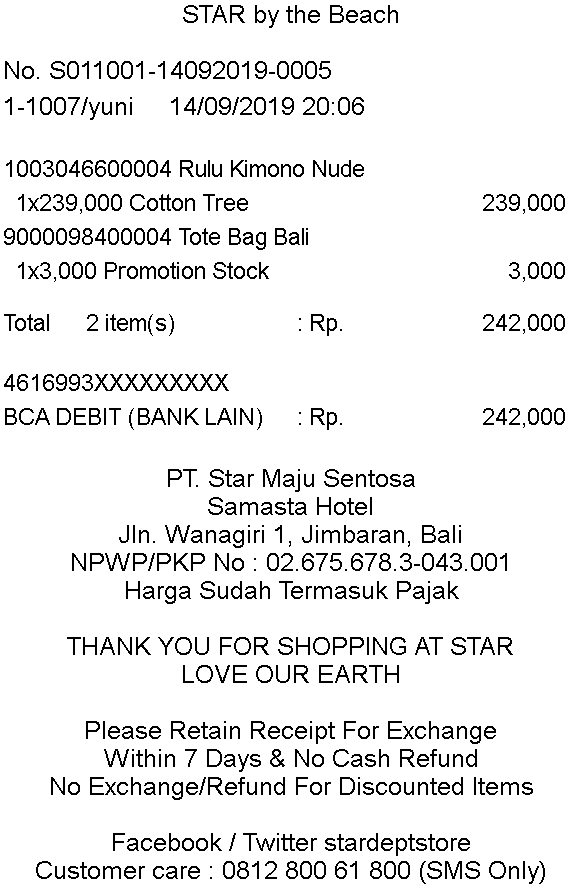 STAR by the Beach
No. S011001-14092019-0005
1-1007/yuni 14/09/2019 20:06
1003046600004 Rulu Kimono Nude
1x239,000 Cotton Tree 239,000
9000098400004 Tote Bag Bali
1x3,000 Promotion Stock 3,000
Total 2 item(s) : Rp. 242,000
4616993XXXXXXXXX
BCA DEBIT (BANK LAIN) : Rp. 242,000
PT. Star Maju Sentosa
Samasta Hotel
Jln. Wanagiri 1, Jimbaran, Bali
NPWP/PKP No : 02.675.678.3-043.001
Harga Sudah Termasuk Pajak
THANK YOU FOR SHOPPING AT STAR
LOVE OUR EARTH
Please Retain Receipt For Exchange
Within 7 Days & No Cash Refund
No Exchange/Refund For Discounted Items
Facebook / Twitter stardeptstore
Customer care : 0812 800 61 800 (SMS Only)